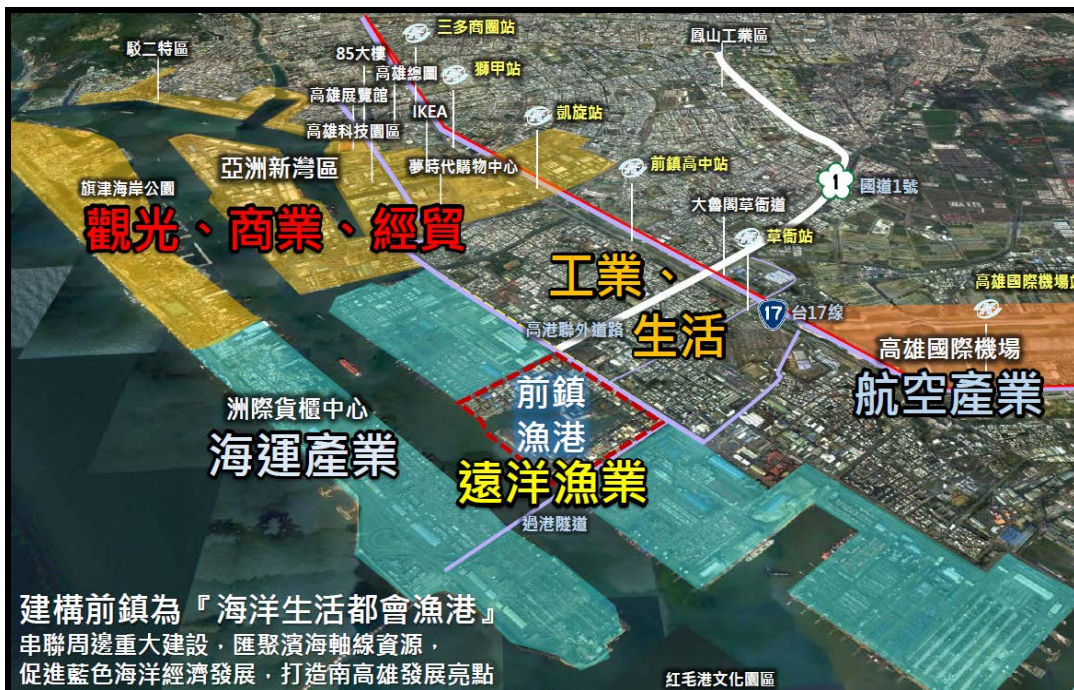 駁二特區
三多商圈站
鳳山工業區
85大樓
高雄總圖
獅甲站
高雄展覽館
IKEA
凱旋站
高雄科技園區
亞洲新灣區
夢時代購物中心
前鎮高中站
旗津海岸公園
1
國道1號
觀光、商業、經貿
大魯閣草衙道
草衙站
工業、
生活
高雄國際機場站
17
台17線
高港聯外道路
高雄國際機場
航空產業
前鎮
漁港
洲際貨櫃中心
海運產業
遠洋漁業
過港隧道
建構前鎮為『海洋生活都會漁港』
串聯周邊重大建設，匯聚濱海軸線資源，
促進藍色海洋經濟發展，打造南高雄發展亮點
紅毛港文化園區